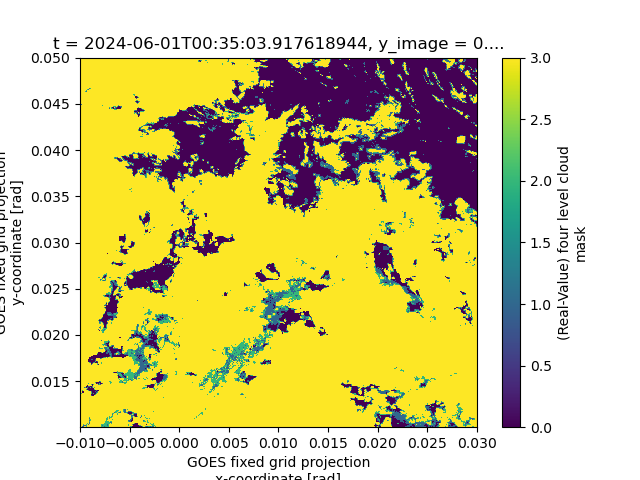 t = 2024-06-01T00:35:03.917618944, y_image = 0....
0.050
0.045
0.040
0.035
0.030
0.025
0.020
0.015
GOES fixed grid projection
y-coordinate [rad]
−0.010 −0.005 0.000 0.005 0.010 0.015 0.020 0.025 0.030
GOES fixed grid projection
x-coordinate [rad]
3.0
2.5
2.0
1.5
1.0
0.5
0.0
(Real-Value) four level cloud
mask